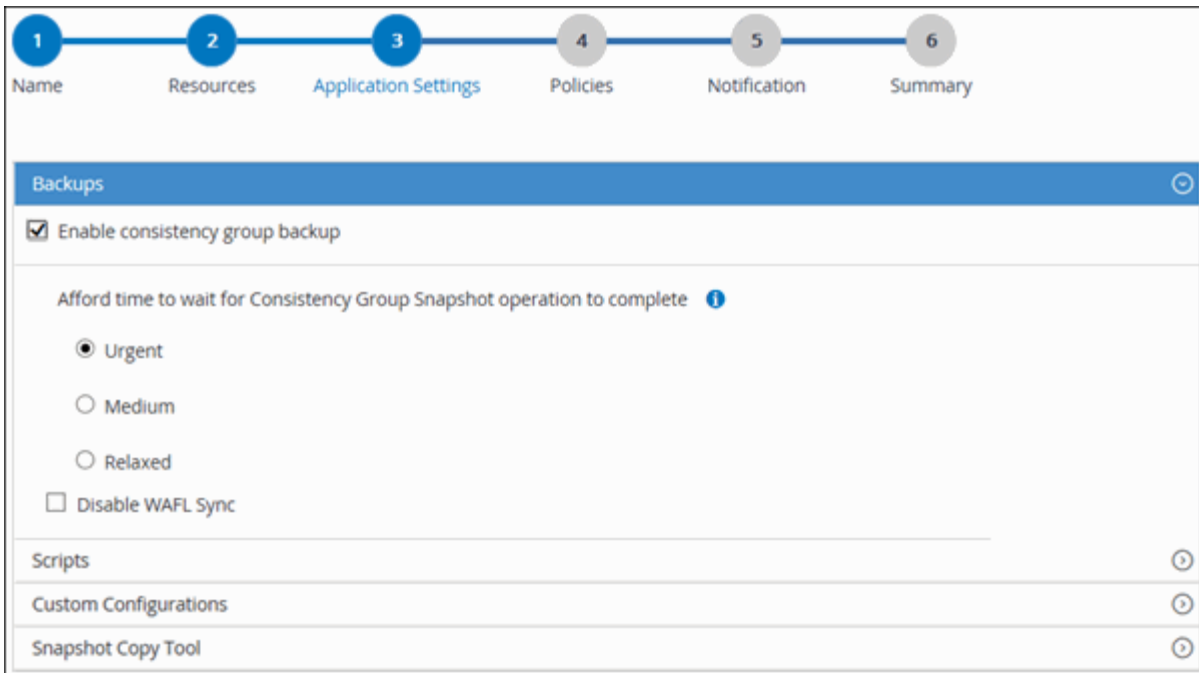 1 2 3 4 5 6
Name Resources Application Settings Policies Notification Summary
Backups
Enable consistency group backup
Afford time to wait for Consistency Group Snapshot operation to complete i
Urgent
Medium
Relaxed
Disable WAFL Sync
Scripts
Custom Configurations
Snapshot Copy Tool